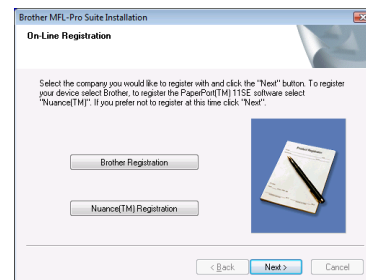 Brother MFL-Pro Suite Installation
On-Line Registration
Select the company you would like to register with and click the "Next" button. To register
your device select Brother, to register the PaperPort(TM) 11SE software select
"Nuance(TM)". If you prefer not to register at this time click "Next".
Brother Registration
Nuance(TM) Registration
< Back
Next >
Cancel